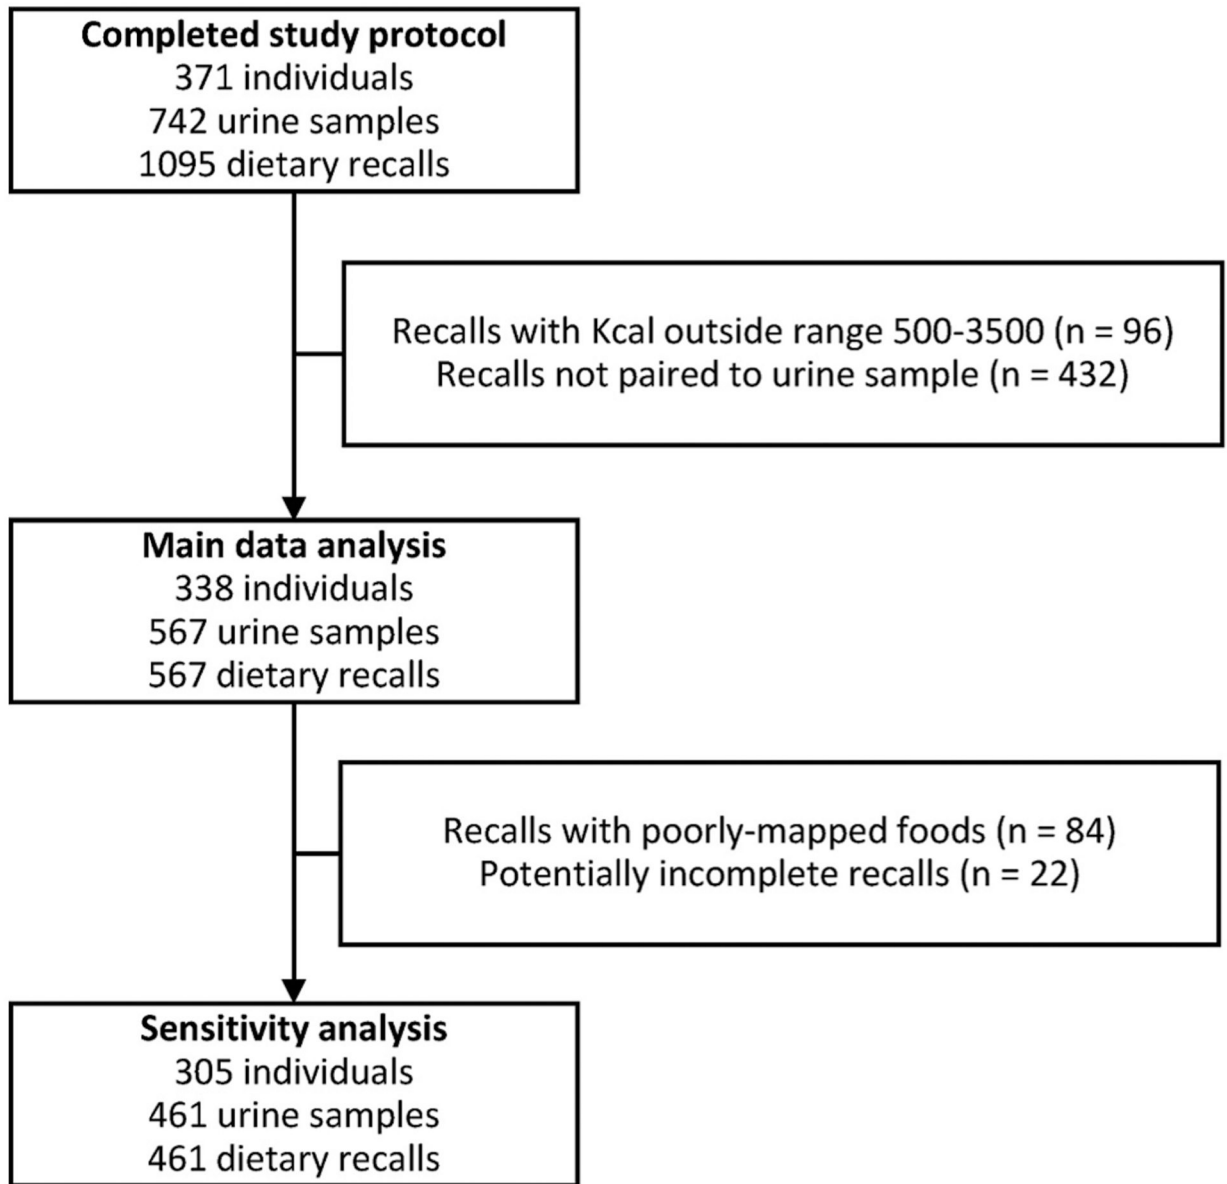 Completed study protocol
371 individuals
742 urine samples
1095 dietary recalls
Recalls with Kcal outside range 500-3500 (n = 96)
Recalls not paired to urine sample (n = 432)
Main data analysis
338 individuals
567 urine samples
567 dietary recalls
Recalls with poorly-mapped foods (n = 84)
Potentially incomplete recalls (n = 22)
Sensitivity analysis
305 individuals
461 urine samples
461 dietary recalls